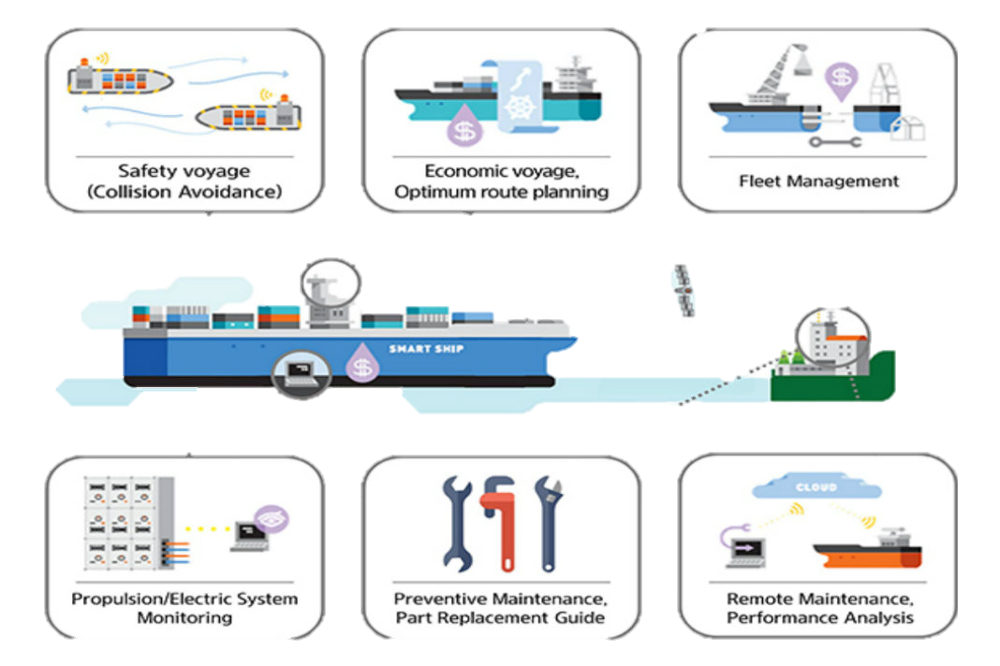 Safety voyage
(Collision Avoidance)
Economic voyage,
Optimum route planning
Fleet Management
SMART SHIP
CLOUD
Propulsion/Electric System
Monitoring
Preventive Maintenance,
Part Replacement Guide
Remote Maintenance,
Performance Analysis